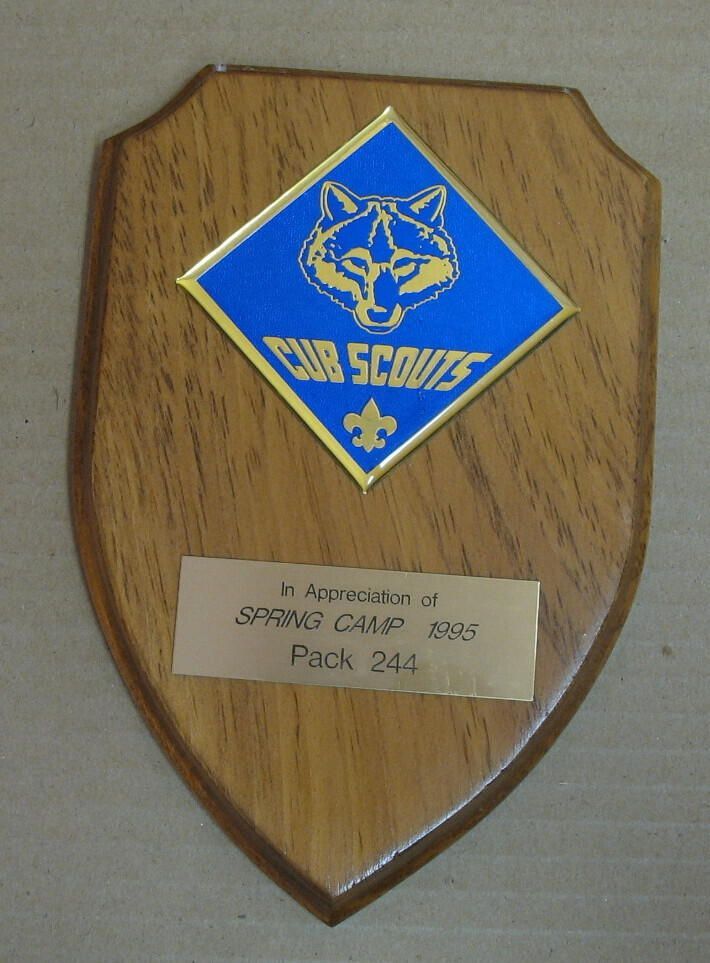 CUB SCOUTS
In Appreciation of
SPRING CAMP 1995
Pack 244